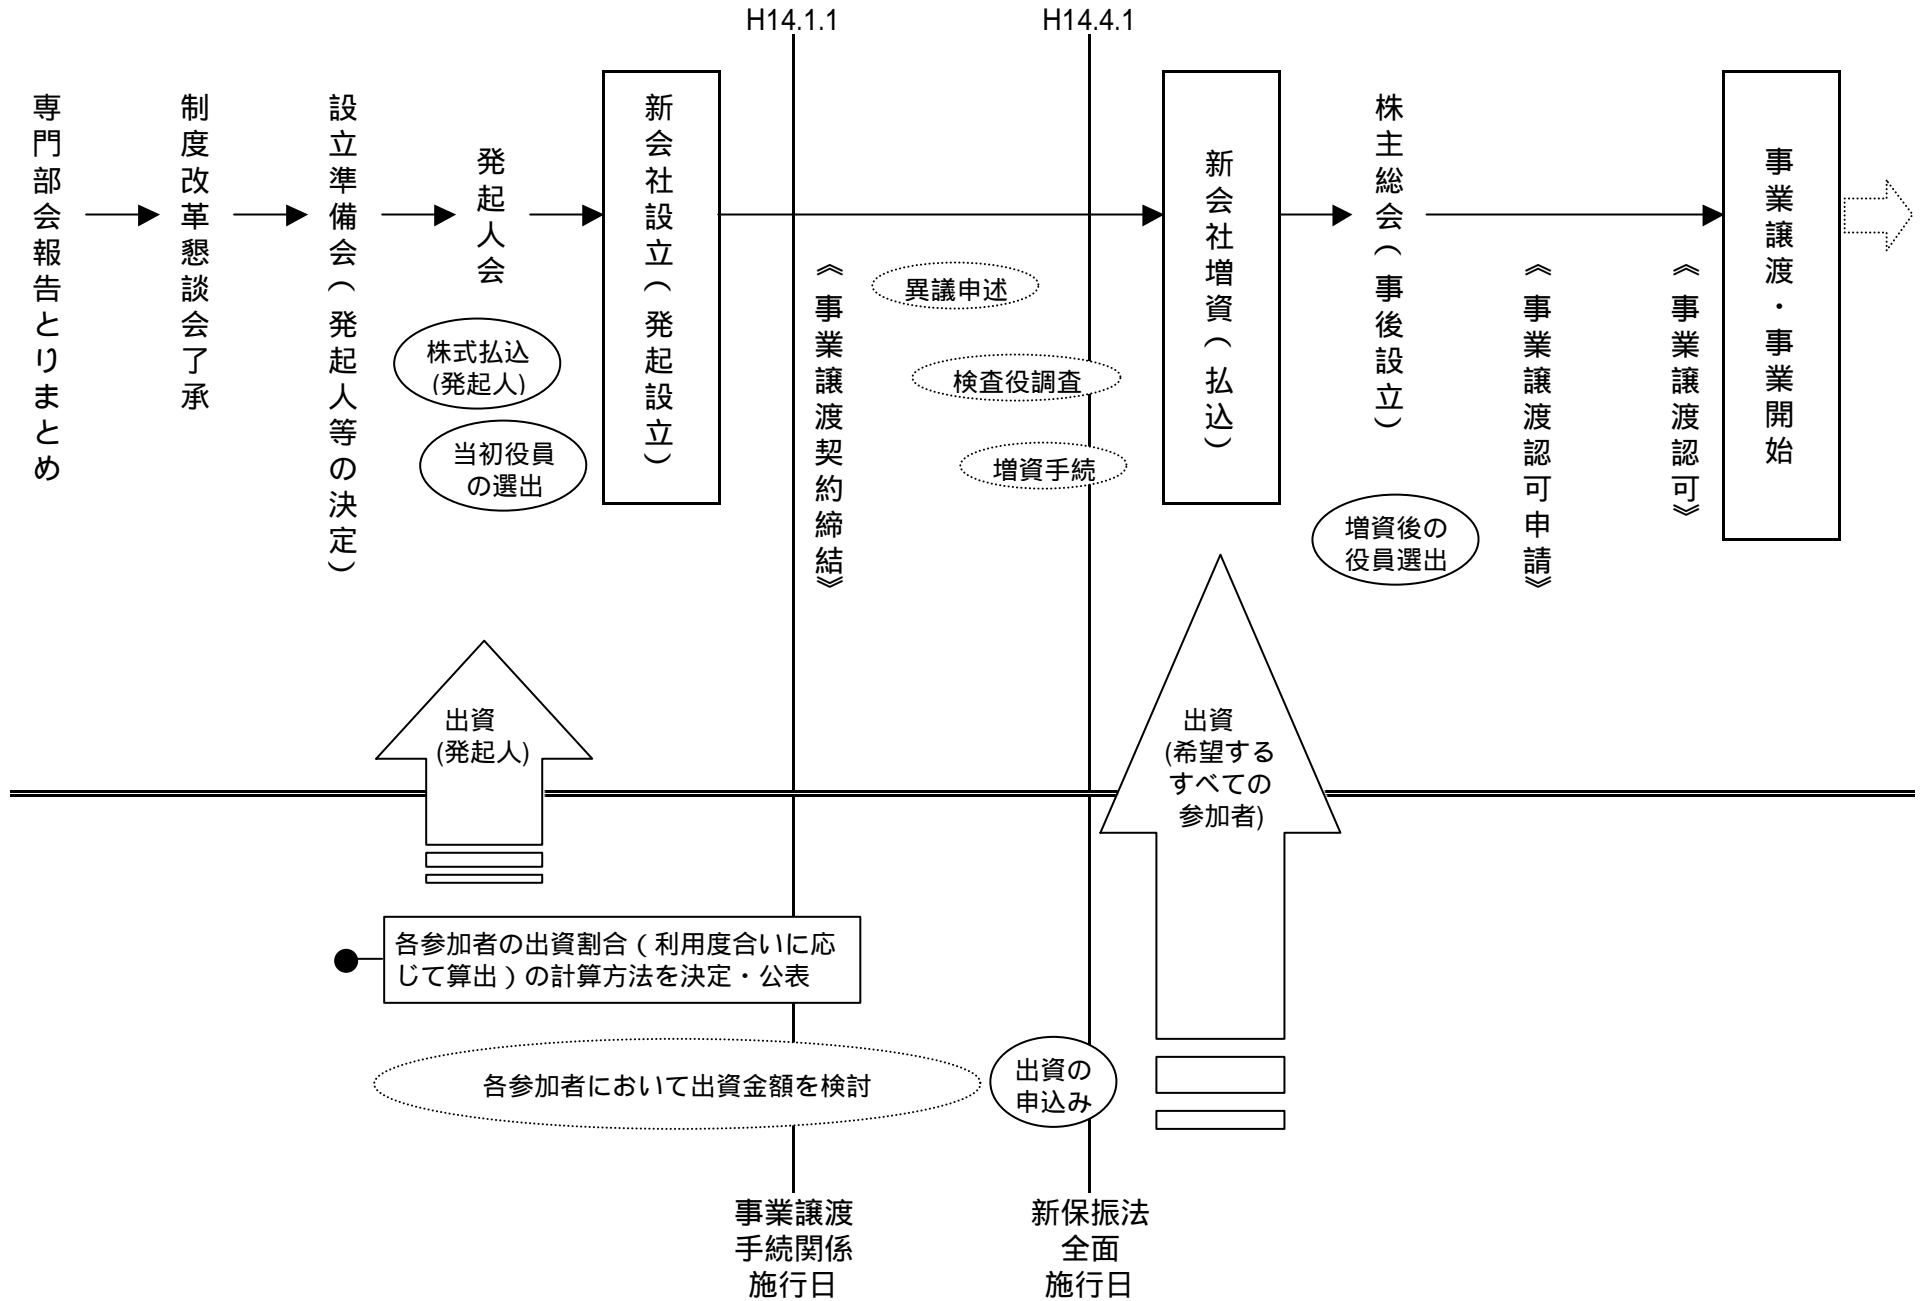 H14.1.1
H14.4.1
専門部会報告とりまとめ
制度改革懇談会了承
設立準備会（発起人等の決定）
発起人会
株式払込
(発起人)
当初役員
の選出
新会社設立（発起設立）
《事業譲渡契約締結》
異議申述
検査役調査
増資手続
新会社増資（払込）
株主総会（事後設立）
増資後の
役員選出
《事業譲渡認可申請》
《事業譲渡認可》
事業譲渡・事業開始
出資
(発起人)
出資
(希望する
すべての
参加者)
各参加者の出資割合（利用度合いに応
じて算出）の計算方法を決定・公表
各参加者において出資金額を検討
出資の
申込み
事業譲渡
手続関係
施行日
新保振法
全面
施行日